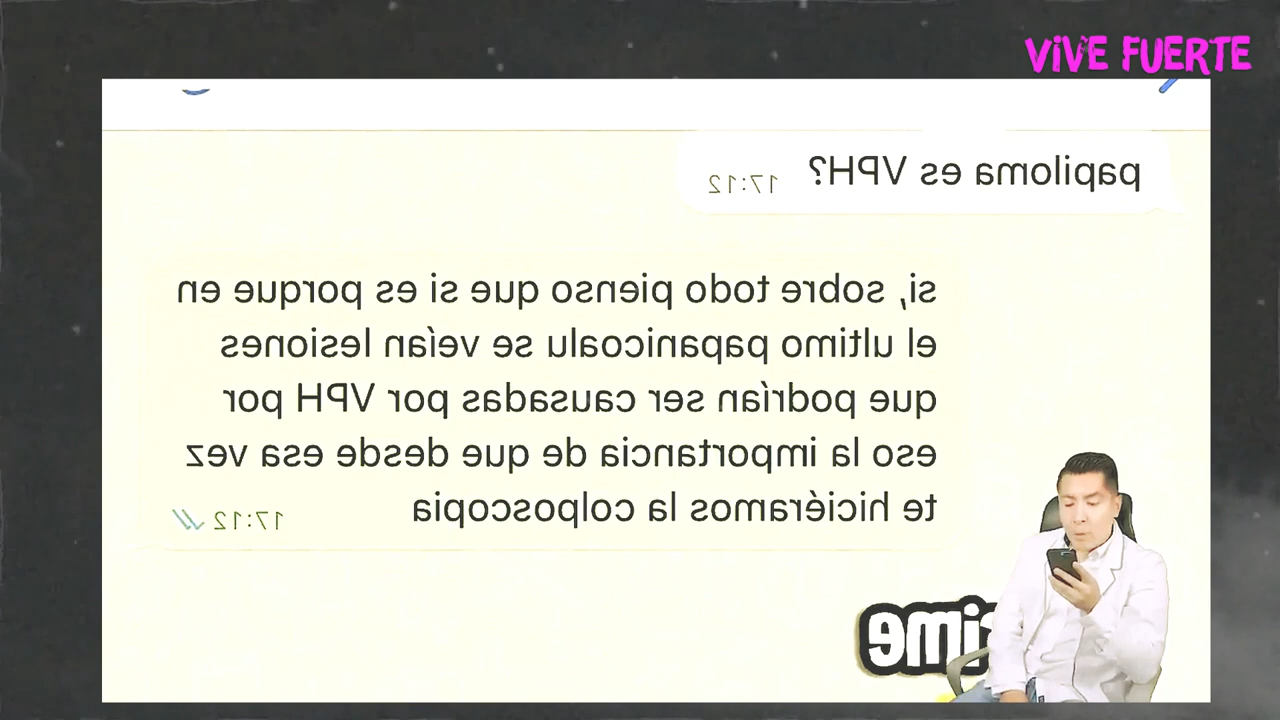 VIVE FUERTE
papiloma es VPH?
17:12
si, sobre todo pienso que si es porque en
el ultimo papanicoalu se veían lesiones
que podrían ser causadas por VPH por
eso la importancia de que desde esa vez
te hiciéramos la colposcopia
17:12